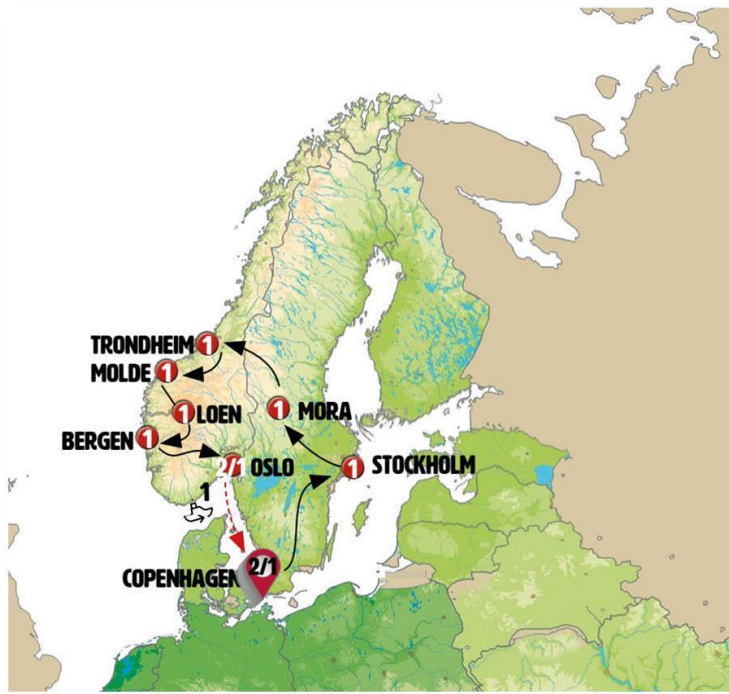 TRONDHEIM 1
MOLDE 1
1 LOEN
1 MORA
BERGEN 1
2/1 OSLO
1 STOCKHOLM
1
COPENHAGEN 2/1